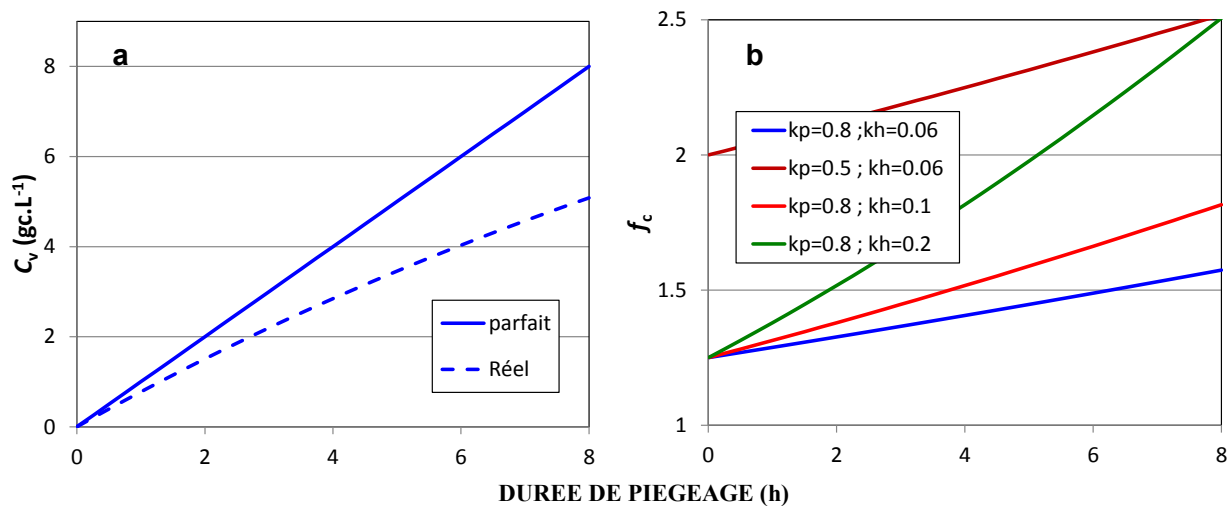 a
8
6
4
2
0
0 2 4 6 8
Cv (gc.L-1)
parfait
Réel
b
2.5
2
1.5
1
0 2 4 6 8
fc
kp=0.8 ;kh=0.06
kp=0.5 ; kh=0.06
kp=0.8 ; kh=0.1
kp=0.8 ; kh=0.2
DUREE DE PIEGEAGE (h)